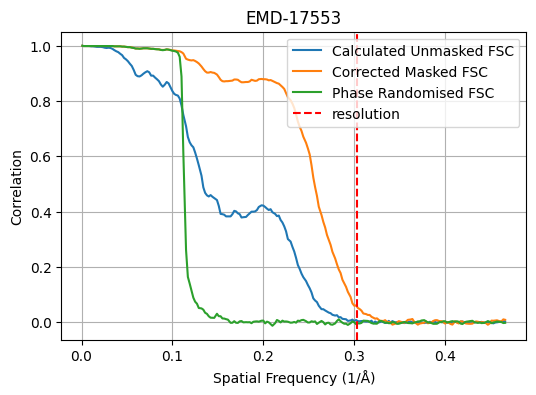 EMD-17553
Calculated Unmasked FSC
Corrected Masked FSC
Phase Randomised FSC
resolution
Correlation
1.0
0.8
0.6
0.4
0.2
0.0
0.0 0.1 0.2 0.3 0.4
Spatial Frequency (1/Å)